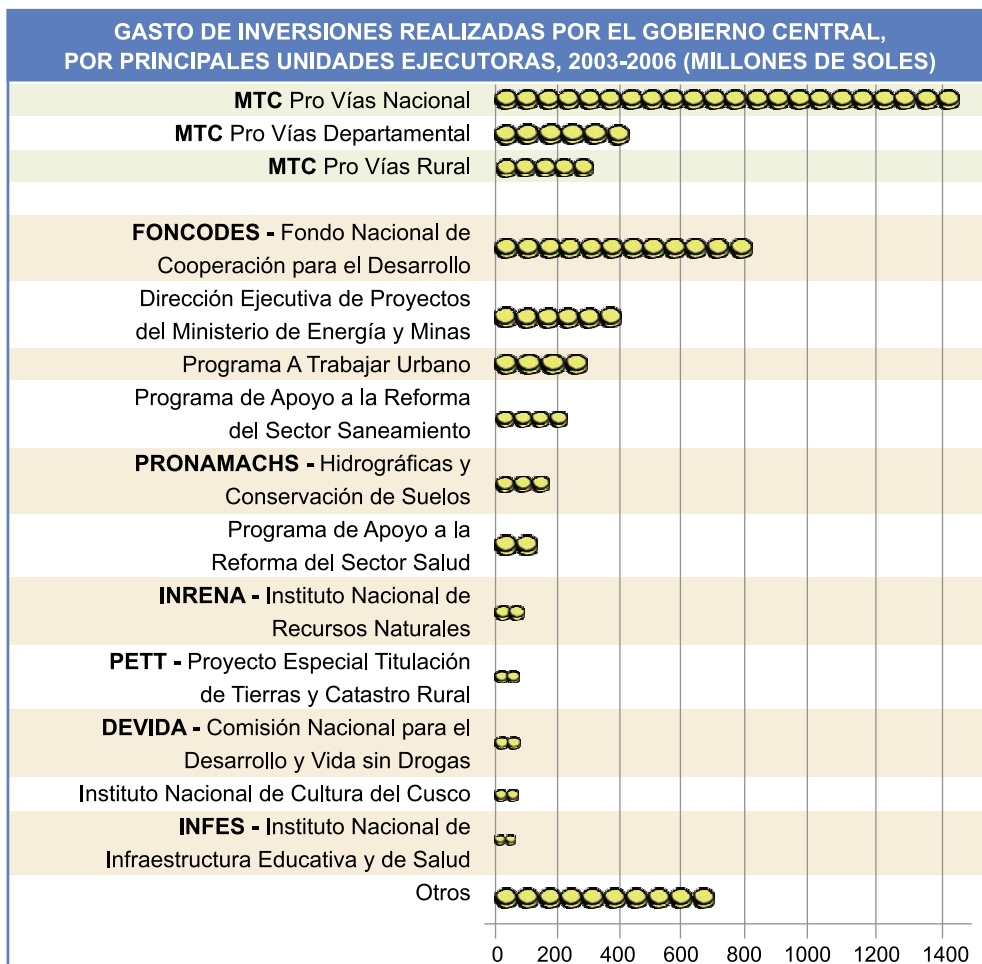 GASTO DE INVERSIONES REALIZADAS POR EL GOBIERNO CENTRAL,
POR PRINCIPALES UNIDADES EJECUTORAS, 2003-2006 (MILLONES DE SOLES)
MTC Pro Vías Nacional
MTC Pro Vías Departamental
MTC Pro Vías Rural
FONCODES - Fondo Nacional de
Cooperación para el Desarrollo
Dirección Ejecutiva de Proyectos
del Ministerio de Energía y Minas
Programa A Trabajar Urbano
Programa de Apoyo a la Reforma
del Sector Saneamiento
PRONAMACHS - Hidrográficas y
Conservación de Suelos
Programa de Apoyo a la
Reforma del Sector Salud
INRENA - Instituto Nacional de
Recursos Naturales
PETT - Proyecto Especial Titulación
de Tierras y Catastro Rural
DEVIDA - Comisión Nacional para el
Desarrollo y Vida sin Drogas
Instituto Nacional de Cultura del Cusco
INFES - Instituto Nacional de
Infraestructura Educativa y de Salud
Otros
0 200 400 600 800 1000 1200 1400